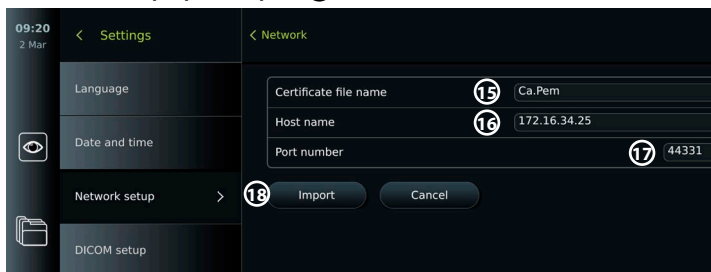 09:20
2 Mar
Settings
Network
Language
Date and time
Network setup
DICOM setup
Certificate file name
15
Ca.Pem
Host name
16
172.16.34.25
Port number
17
44331
18
Import
Cancel